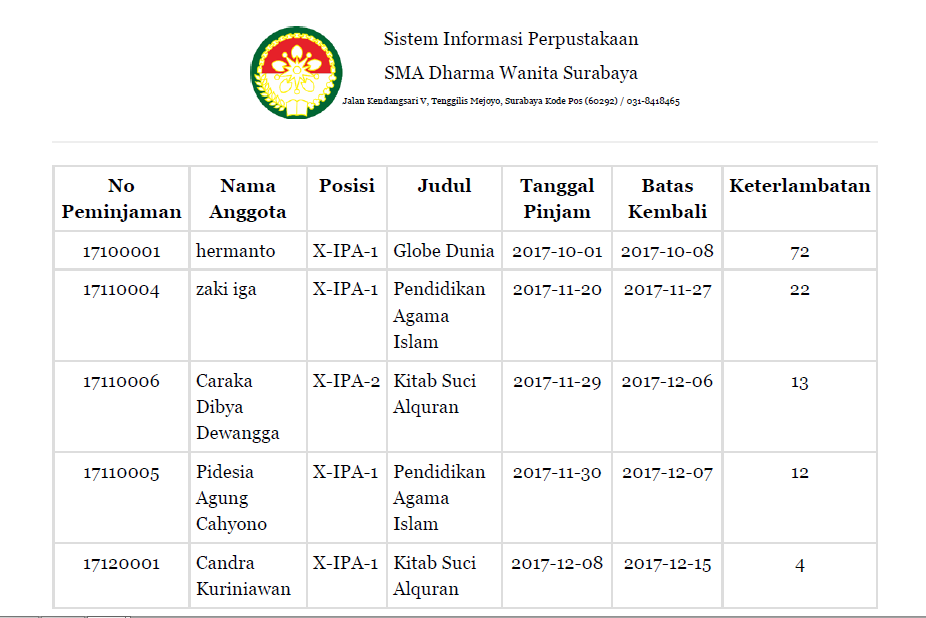 Sistem Informasi Perpustakaan
SMA Dharma Wanita Surabaya
Jalan Kendangsari V, Tenggilis Mejoyo, Surabaya Kode Pos (60292) / 031-8418465
No Peminjaman Nama Anggota Posisi Judul Tanggal Pinjam Batas Kembali Keterlambatan
17100001 hermanto X-IPA-1 Globe Dunia 2017-10-01 2017-10-08 72
17110004 zaki iga X-IPA-1 Pendidikan Agama Islam 2017-11-20 2017-11-27 22
17110006 Caraka Dibya Dewangga X-IPA-2 Kitab Suci Alquran 2017-11-29 2017-12-06 13
17110005 Pidesia Agung Cahyono X-IPA-1 Pendidikan Agama Islam 2017-11-30 2017-12-07 12
17120001 Candra Kuriniawan X-IPA-1 Kitab Suci Alquran 2017-12-08 2017-12-15 4